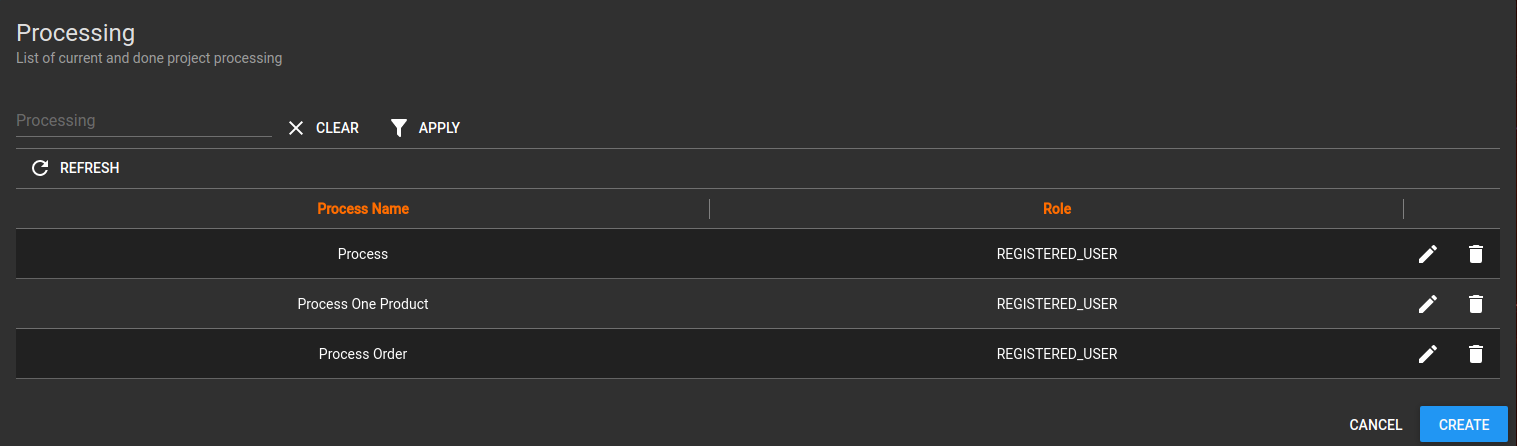 Processing
List of current and done project processing
Processing
CLEAR
APPLY
REFRESH
Process Name
Role
Process
REGISTERED_USER
Process One Product
REGISTERED_USER
Process Order
REGISTERED_USER
CANCEL
CREATE